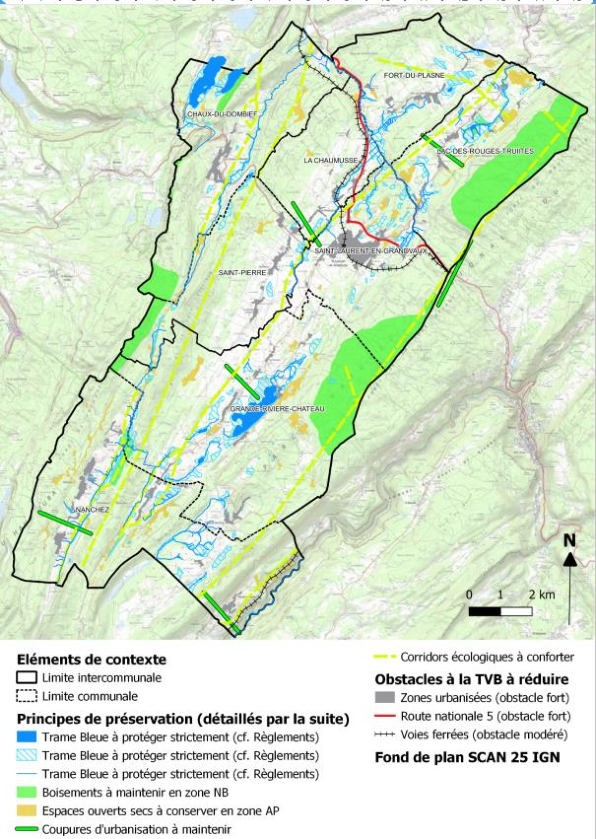 FORT-DU-PLASNE
CHAUX-DU-DOMBIEF
LAC-DES-ROUGES-TRUITES
LA CHAUMUSSE
SAINT-LAURENT-EN-GRANDVAUX
SAINT-PIERRE
GRANDE-RIVIERE-CHATEAU
NANCHEZ
N
0 1 2 km
Eléments de contexte
Limite intercommunale
Limite communale
Principes de préservation (détaillés par la suite)
Trame Bleue à protéger strictement (cf. Règlements)
Trame Bleue à protéger strictement (cf. Règlements)
Trame Bleue à protéger strictement (cf. Règlements)
Boisements à maintenir en zone NB
Espaces ouverts secs à conserver en zone AP
Coupures d'urbanisation à maintenir
Corridors écologiques à conforter
Obstacles à la TVB à réduire
Zones urbanisées (obstacle fort)
Route nationale 5 (obstacle fort)
Voies ferrées (obstacle modéré)
Fond de plan SCAN 25 IGN